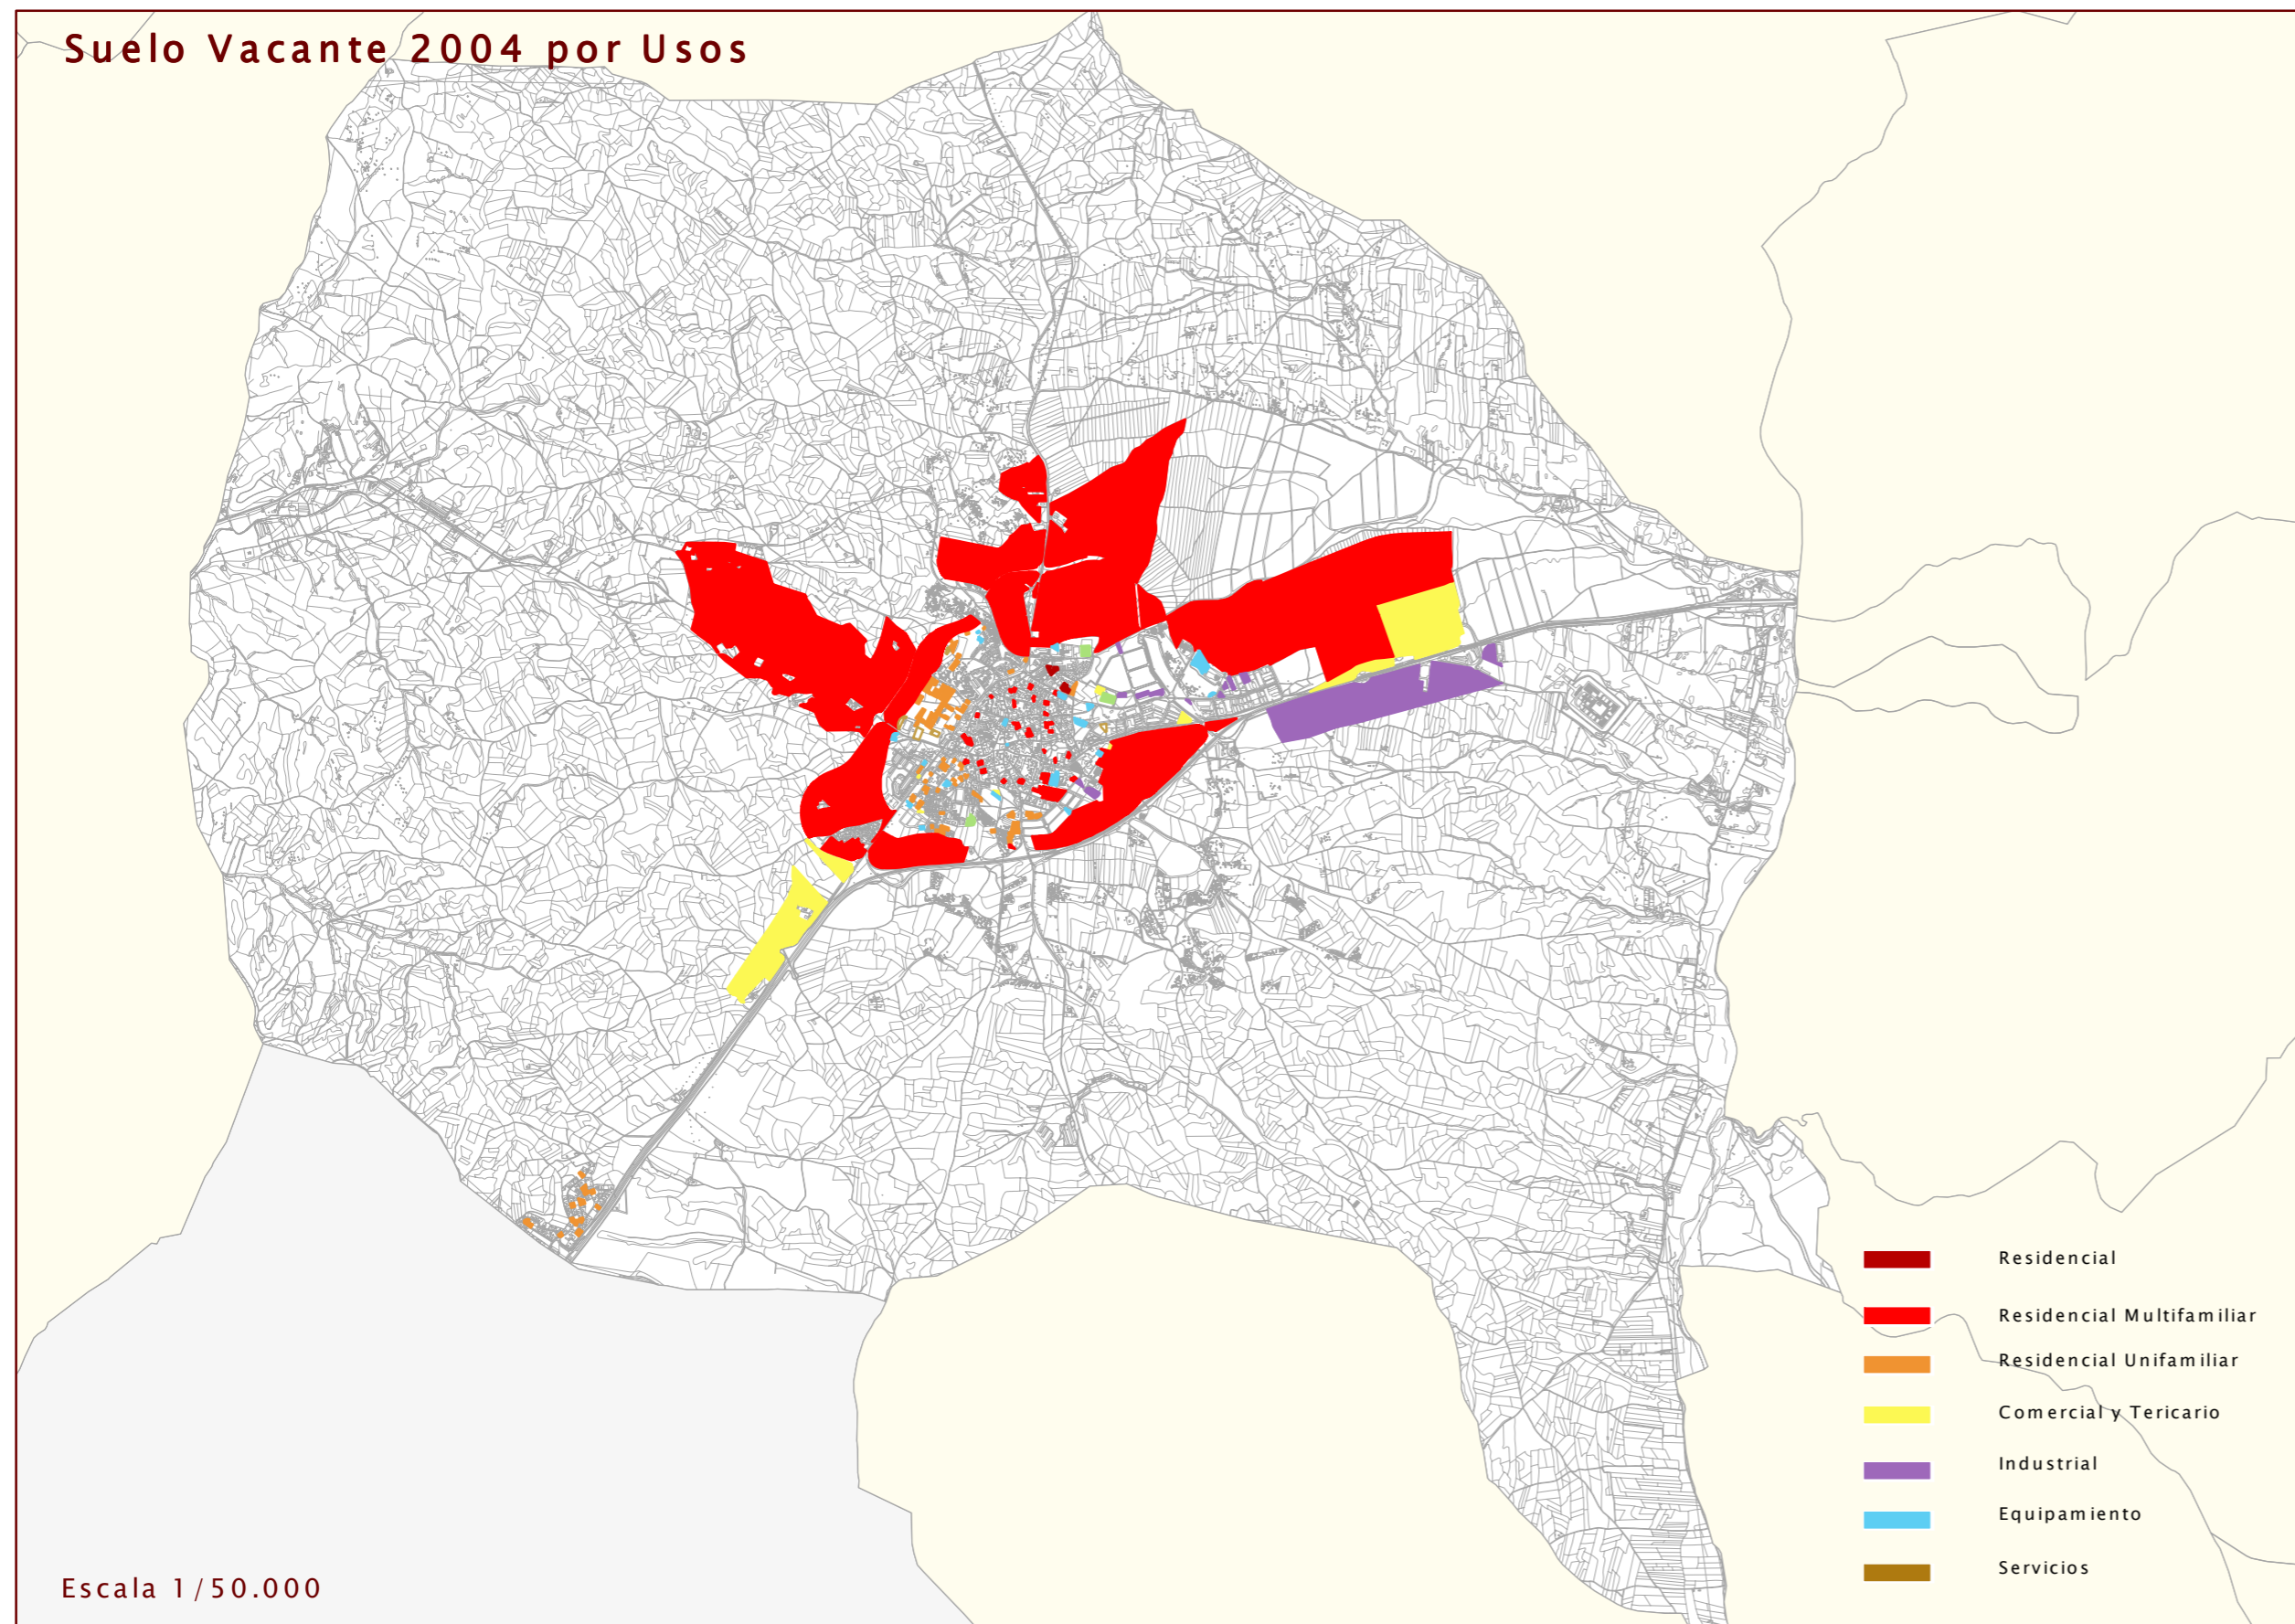 Suelo Vacante 2004 por Usos
Residencial
Residencial Multifamiliar
Residencial Unifamiliar
Comercial y Tericario
Industrial
Equipamiento
Servicios
Escala 1/50.000